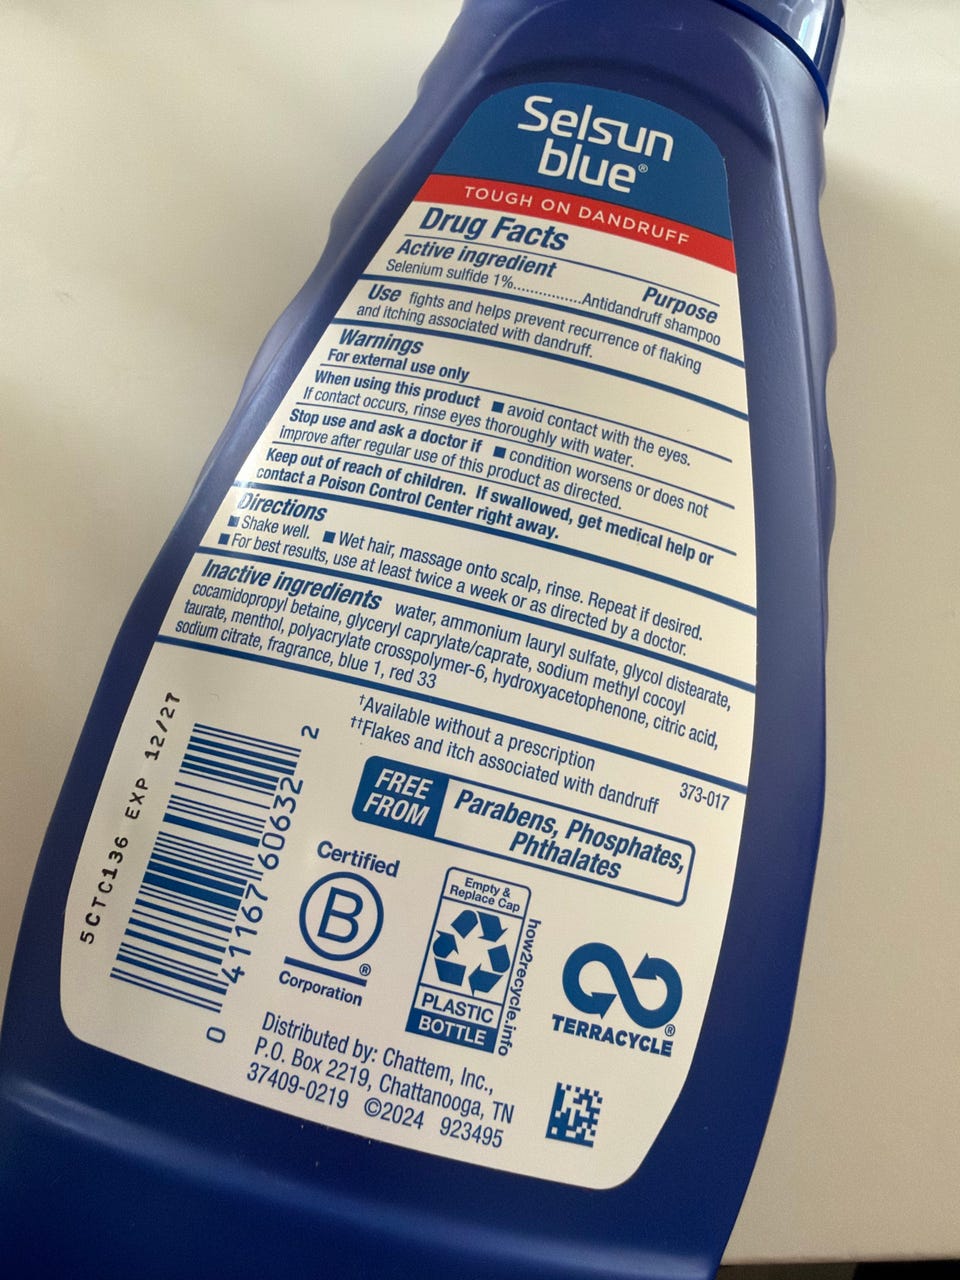 Selsun
blue®
TOUGH ON DANDRUFF
Drug Facts
Active ingredient Purpose
Selenium sulfide 1%................Antidandruff shampoo
Use fights and helps prevent recurrence of flaking
and itching associated with dandruff.
Warnings
For external use only
When using this product ■ avoid contact with the eyes.
If contact occurs, rinse eyes thoroughly with water.
Stop use and ask a doctor if ■ condition worsens or does not
improve after regular use of this product as directed.
Keep out of reach of children. If swallowed, get medical help or
contact a Poison Control Center right away.
Directions
■ Shake well. ■ Wet hair, massage onto scalp, rinse. Repeat if desired.
■ For best results, use at least twice a week or as directed by a doctor.
Inactive ingredients water, ammonium lauryl sulfate, glycol distearate,
cocamidopropyl betaine, glyceryl caprylate/caprate, sodium methyl cocoyl
taurate, menthol, polyacrylate crosspolymer-6, hydroxyacetophenone, citric acid,
sodium citrate, fragrance, blue 1, red 33
†Available without a prescription
††Flakes and itch associated with dandruff 373-017
FREE
FROM
Parabens, Phosphates,
Phthalates
5CTC136 EXP 12/27
0 41167 60632 2
Certified
B
®
Corporation
Empty &
Replace Cap
PLASTIC
BOTTLE
how2recycle.info
TERRACYCLE®
Distributed by: Chattem, Inc.,
P.O. Box 2219, Chattanooga, TN
37409-0219 ©2024 923495